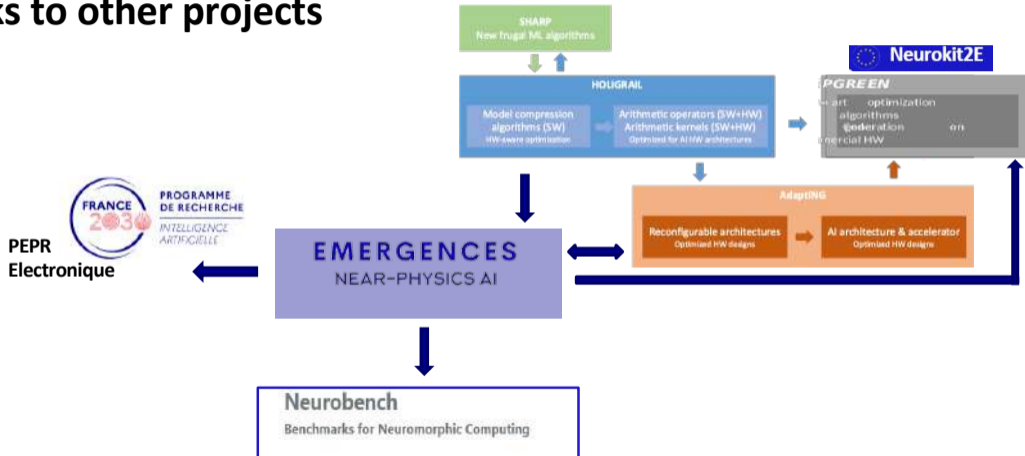 ks to other projects
SHARP
New frugal ML algorithms
Neurokit2E
HOLIGRAIL
Model compression
algorithms (SW)
HW-aware optimization
Arithmetic operators (SW+HW)
Arithmetic kernels (SW+HW)
Optimized for AI HW architectures
PGREEN
art optimization
algorithms
on
HW
AdaptING
Reconfigurable architectures
Optimized HW designs
AI architecture & accelerator
Optimized HW designs
FRANCE
2030
PROGRAMME
DE RECHERCHE
INTELLIGENCE
ARTIFICIELLE
PEPR
Electronique
EMERGENCES
NEAR-PHYSICS AI
Neurobench
Benchmarks for Neuromorphic Computing